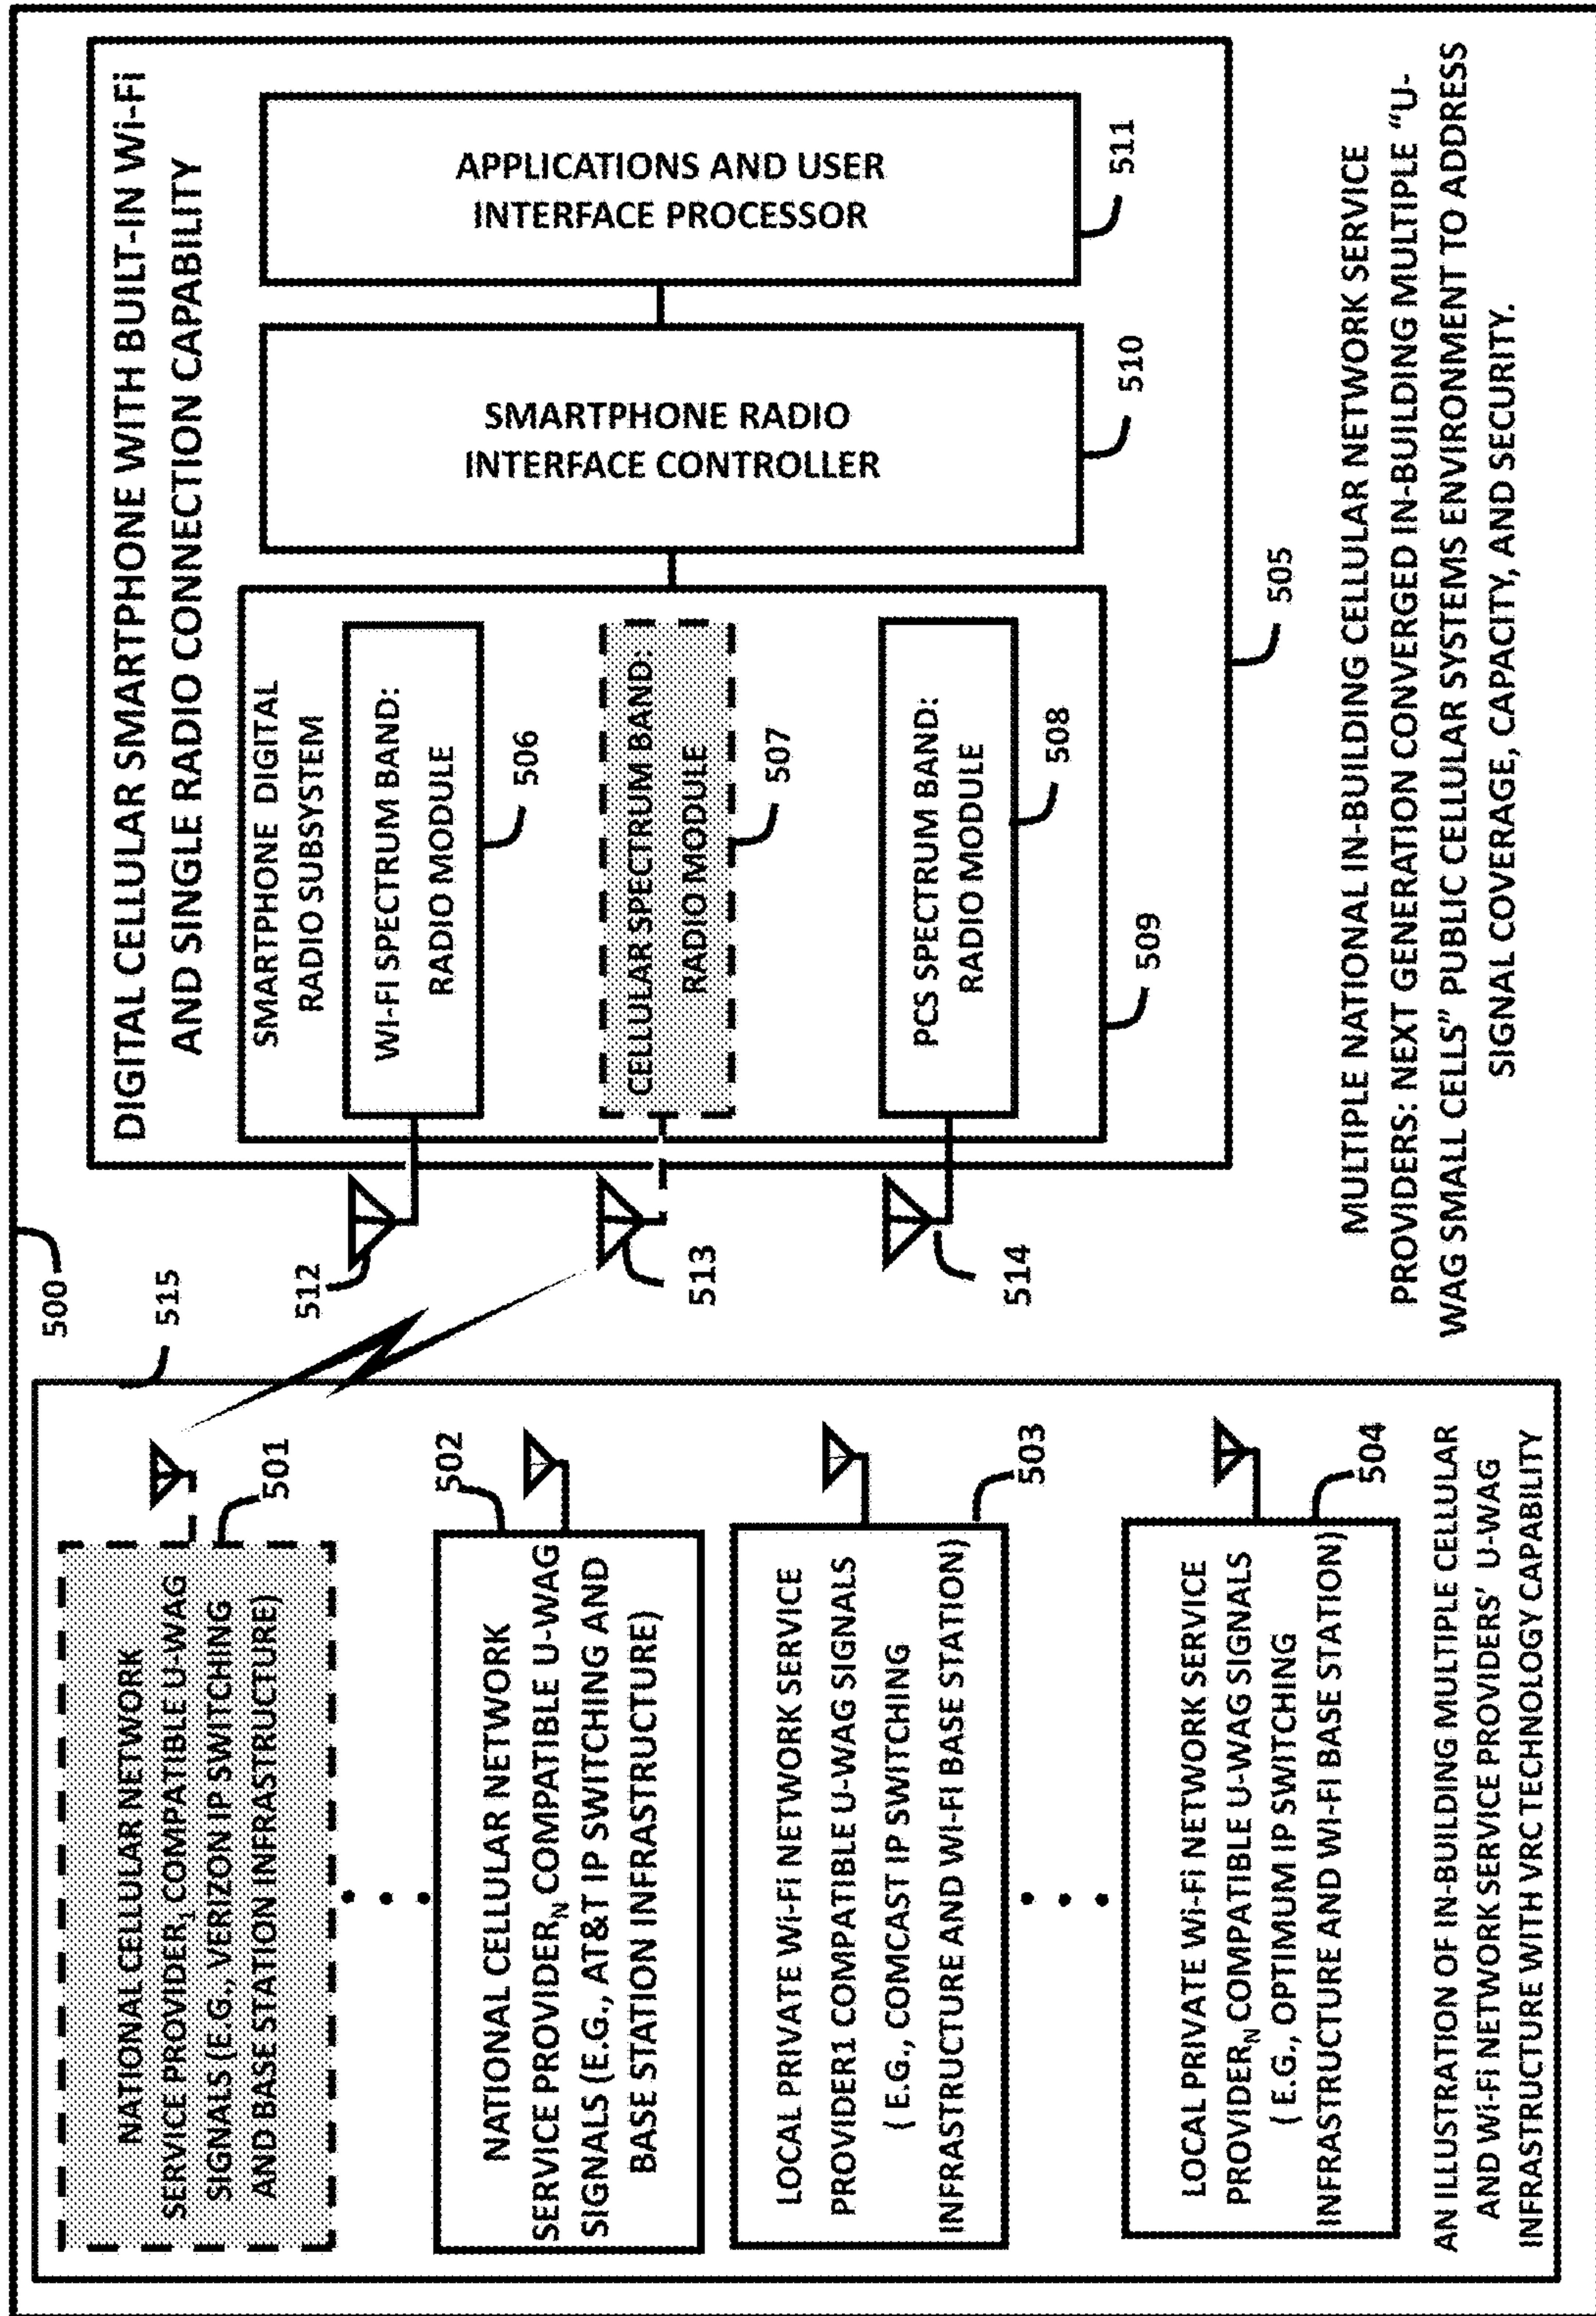 500
515
NATIONAL CELLULAR NETWORK
SERVICE PROVIDER1 COMPATIBLE U-WAG
SIGNALS (E.G., VERIZON IP SWITCHING
AND BASE STATION INFRASTRUCTURE)
501
NATIONAL CELLULAR NETWORK
SERVICE PROVIDERN COMPATIBLE U-WAG
SIGNALS (E.G., AT&T IP SWITCHING AND
BASE STATION INFRASTRUCTURE)
502
LOCAL PRIVATE Wi-Fi NETWORK SERVICE
PROVIDER1 COMPATIBLE U-WAG SIGNALS
( E.G., COMCAST IP SWITCHING
INFRASTRUCTURE AND WI-FI BASE STATION)
503
LOCAL PRIVATE Wi-Fi NETWORK SERVICE
PROVIDERN COMPATIBLE U-WAG SIGNALS
( E.G., OPTIMUM IP SWITCHING
INFRASTRUCTURE AND WI-FI BASE STATION)
504
AN ILLUSTRATION OF IN-BUILDING MULTIPLE CELLULAR
AND Wi-Fi NETWORK SERVICE PROVIDERS’ U-WAG
INFRASTRUCTURE WITH VRC TECHNOLOGY CAPABILITY
512
513
514
DIGITAL CELLULAR SMARTPHONE WITH BUILT-IN Wi-Fi
AND SINGLE RADIO CONNECTION CAPABILITY
SMARTPHONE DIGITAL
RADIO SUBSYSTEM
WI-FI SPECTRUM BAND:
RADIO MODULE
506
CELLULAR SPECTRUM BAND:
RADIO MODULE
507
PCS SPECTRUM BAND:
RADIO MODULE
508
509
SMARTPHONE RADIO
INTERFACE CONTROLLER
510
APPLICATIONS AND USER
INTERFACE PROCESSOR
511
505
MULTIPLE NATIONAL IN-BUILDING CELLULAR NETWORK SERVICE
PROVIDERS: NEXT GENERATION CONVERGED IN-BUILDING MULTIPLE “U-
WAG SMALL CELLS” PUBLIC CELLULAR SYSTEMS ENVIRONMENT TO ADDRESS
SIGNAL COVERAGE, CAPACITY, AND SECURITY.